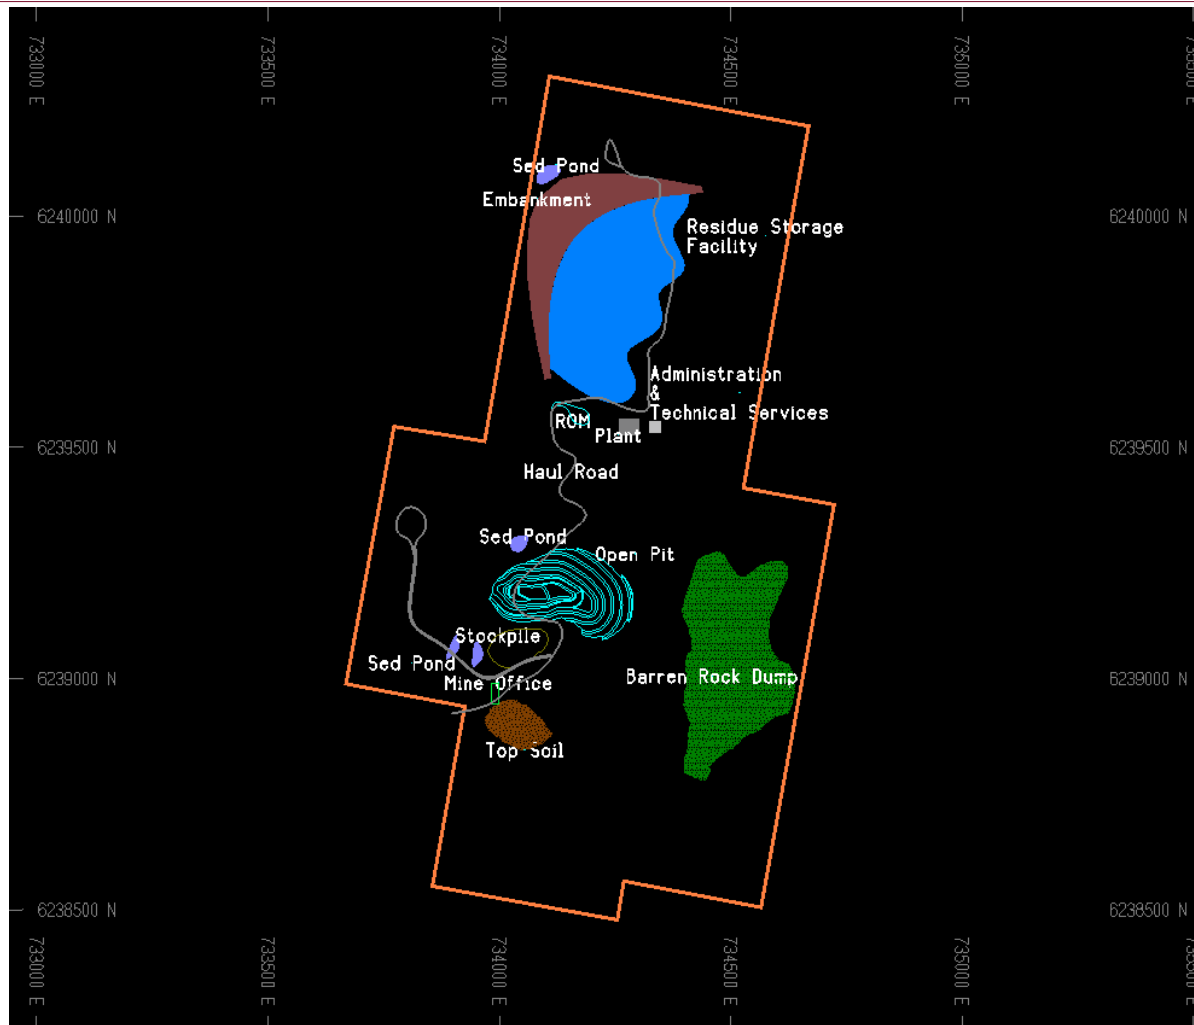 733000 E
733500 E
734000 E
734500 E
735000 E
Sed Pond
Embankment
6240000 N
6240000 N
Residue Storage
Facility
Administration
&
Technical Services
ROM
Plant
6239500 N
6239500 N
Haul Road
Sed Pond
Open Pit
Stockpile
Sed Pond
Mine Office
Barren Rock Dump
6239000 N
6239000 N
Top Soil
6238500 N
6238500 N
733000 E
733500 E
734000 E
734500 E
735000 E